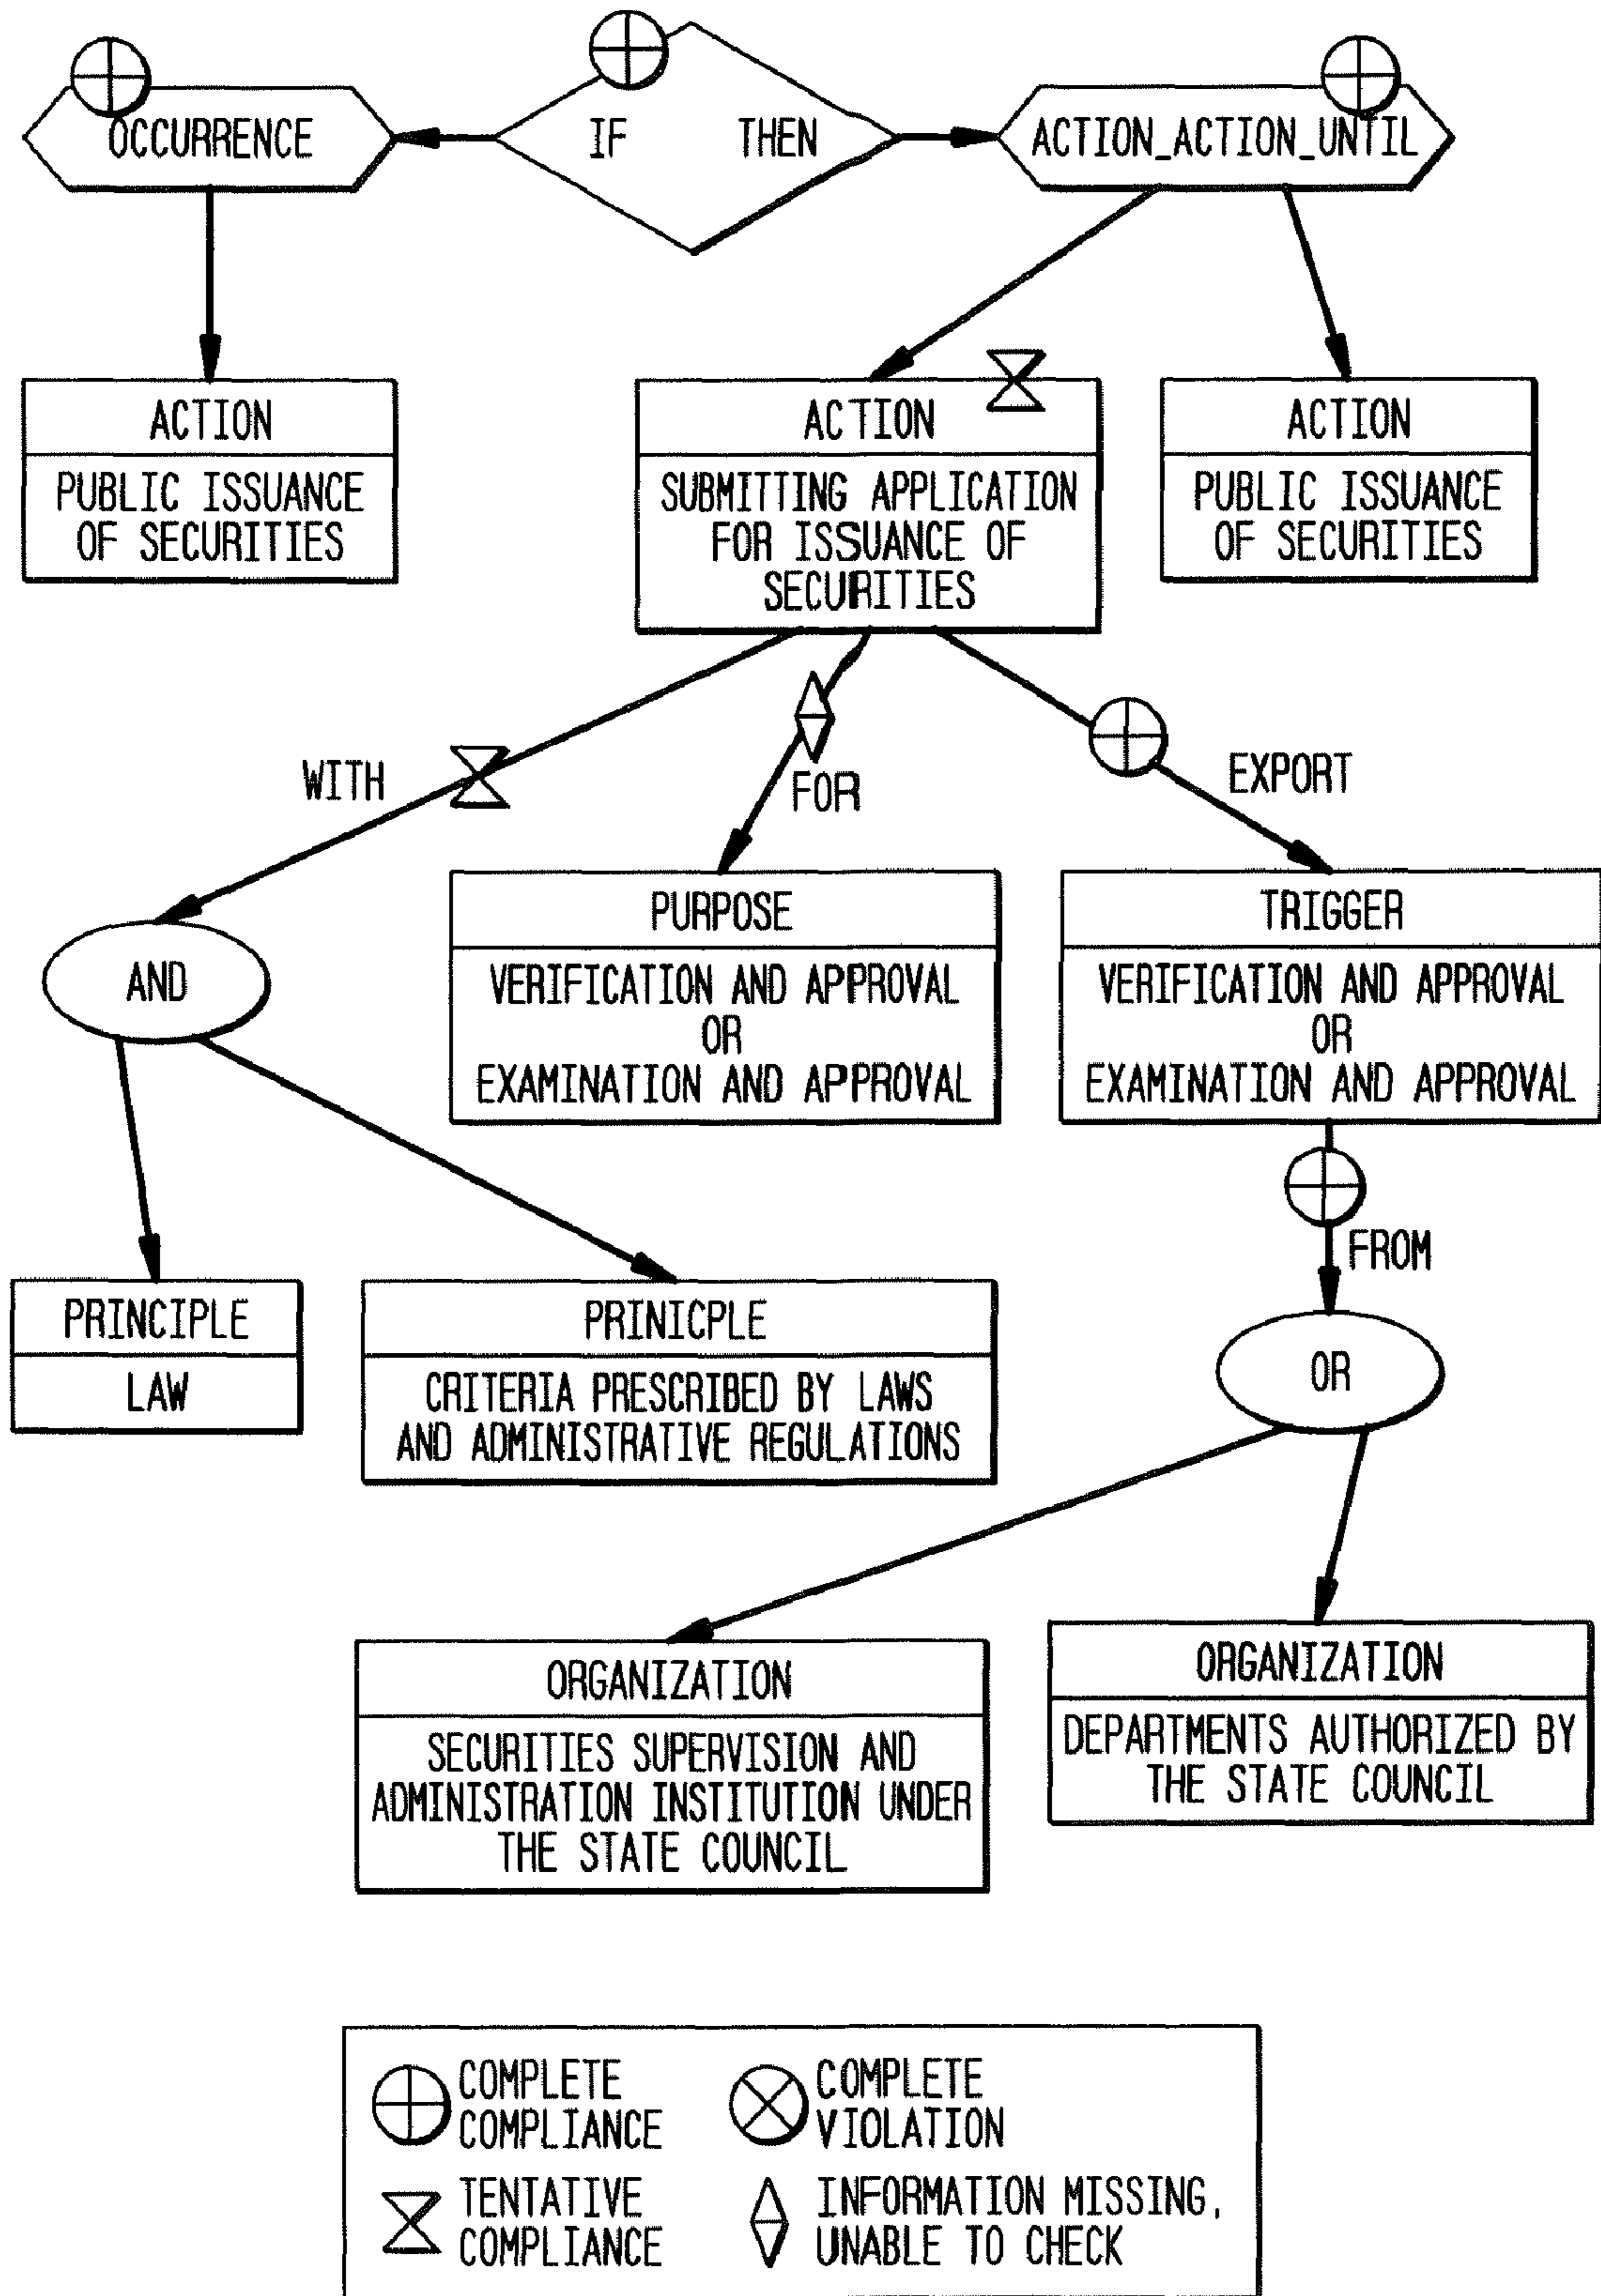 OCCURRENCE
IF THEN
ACTION_ACTION_UNTIL
ACTION
PUBLIC ISSUANCE
OF SECURITIES
ACTION
SUBMITTING APPLICATION
FOR ISSUANCE OF
SECURITIES
ACTION
PUBLIC ISSUANCE
OF SECURITIES
WITH
FOR
EXPORT
AND
PURPOSE
VERIFICATION AND APPROVAL
OR
EXAMINATION AND APPROVAL
TRIGGER
VERIFICATION AND APPROVAL
OR
EXAMINATION AND APPROVAL
FROM
PRINCIPLE
LAW
PRINICPLE
CRITERIA PRESCRIBED BY LAWS
AND ADMINISTRATIVE REGULATIONS
OR
ORGANIZATION
SECURITIES SUPERVISION AND
ADMINISTRATION INSTITUTION UNDER
THE STATE COUNCIL
ORGANIZATION
DEPARTMENTS AUTHORIZED BY
THE STATE COUNCIL
COMPLETE
COMPLIANCE
COMPLETE
VIOLATION
TENTATIVE
COMPLIANCE
INFORMATION MISSING,
UNABLE TO CHECK